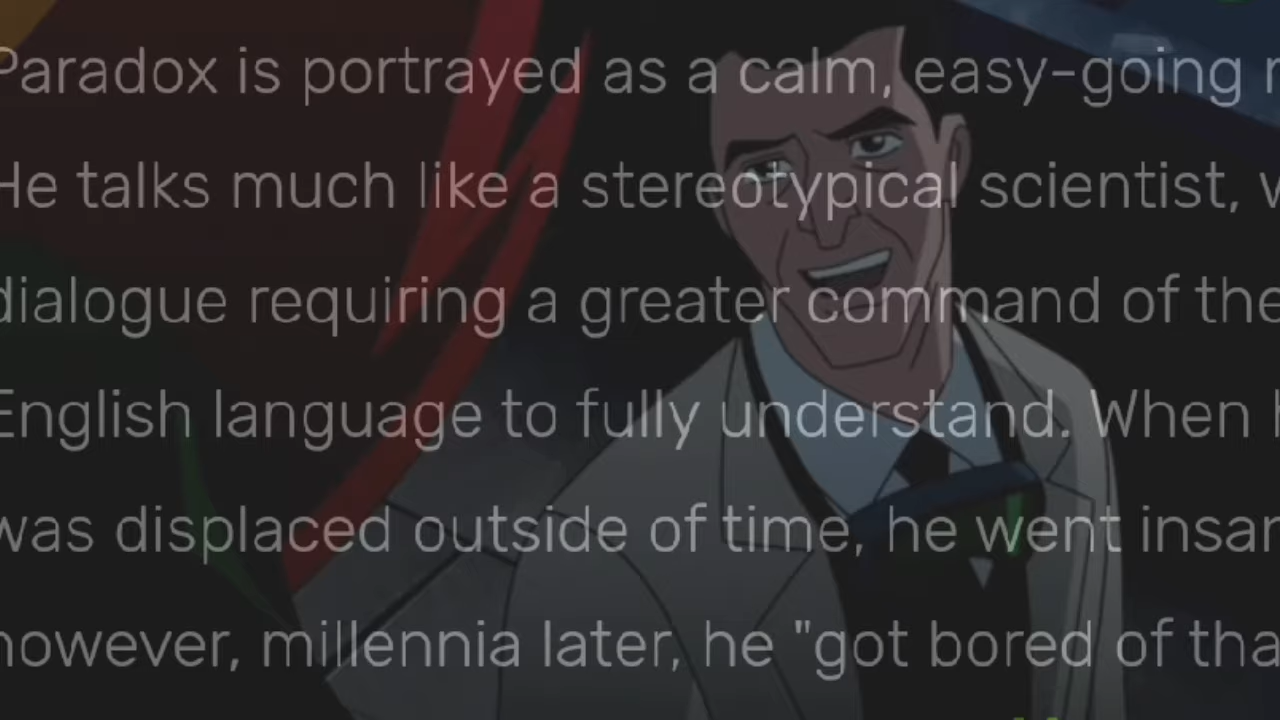 Paradox is portrayed as a calm, easy-going
He talks much like a stereotypical scientist,
dialogue requiring a greater command of the
English language to fully understand. When
was displaced outside of time, he went
however, millennia later, he "got bored of